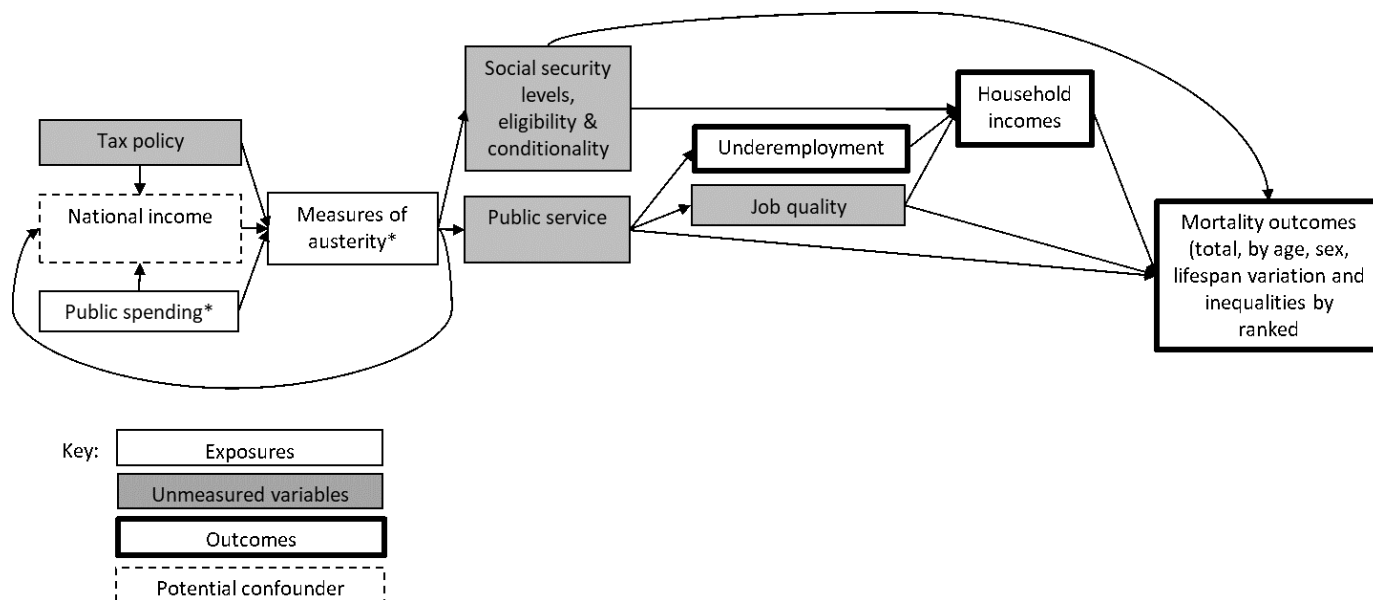 Social security
levels,
eligibility &
conditionality
Household
incomes
Tax policy
Underemployment
National income
Measures of
austerity*
Public service
Job quality
Mortality outcomes
(total, by age, sex,
lifespan variation and
inequalities by
ranked
Public spending*
Key:
Exposures
Unmeasured variables
Outcomes
Potential confounder